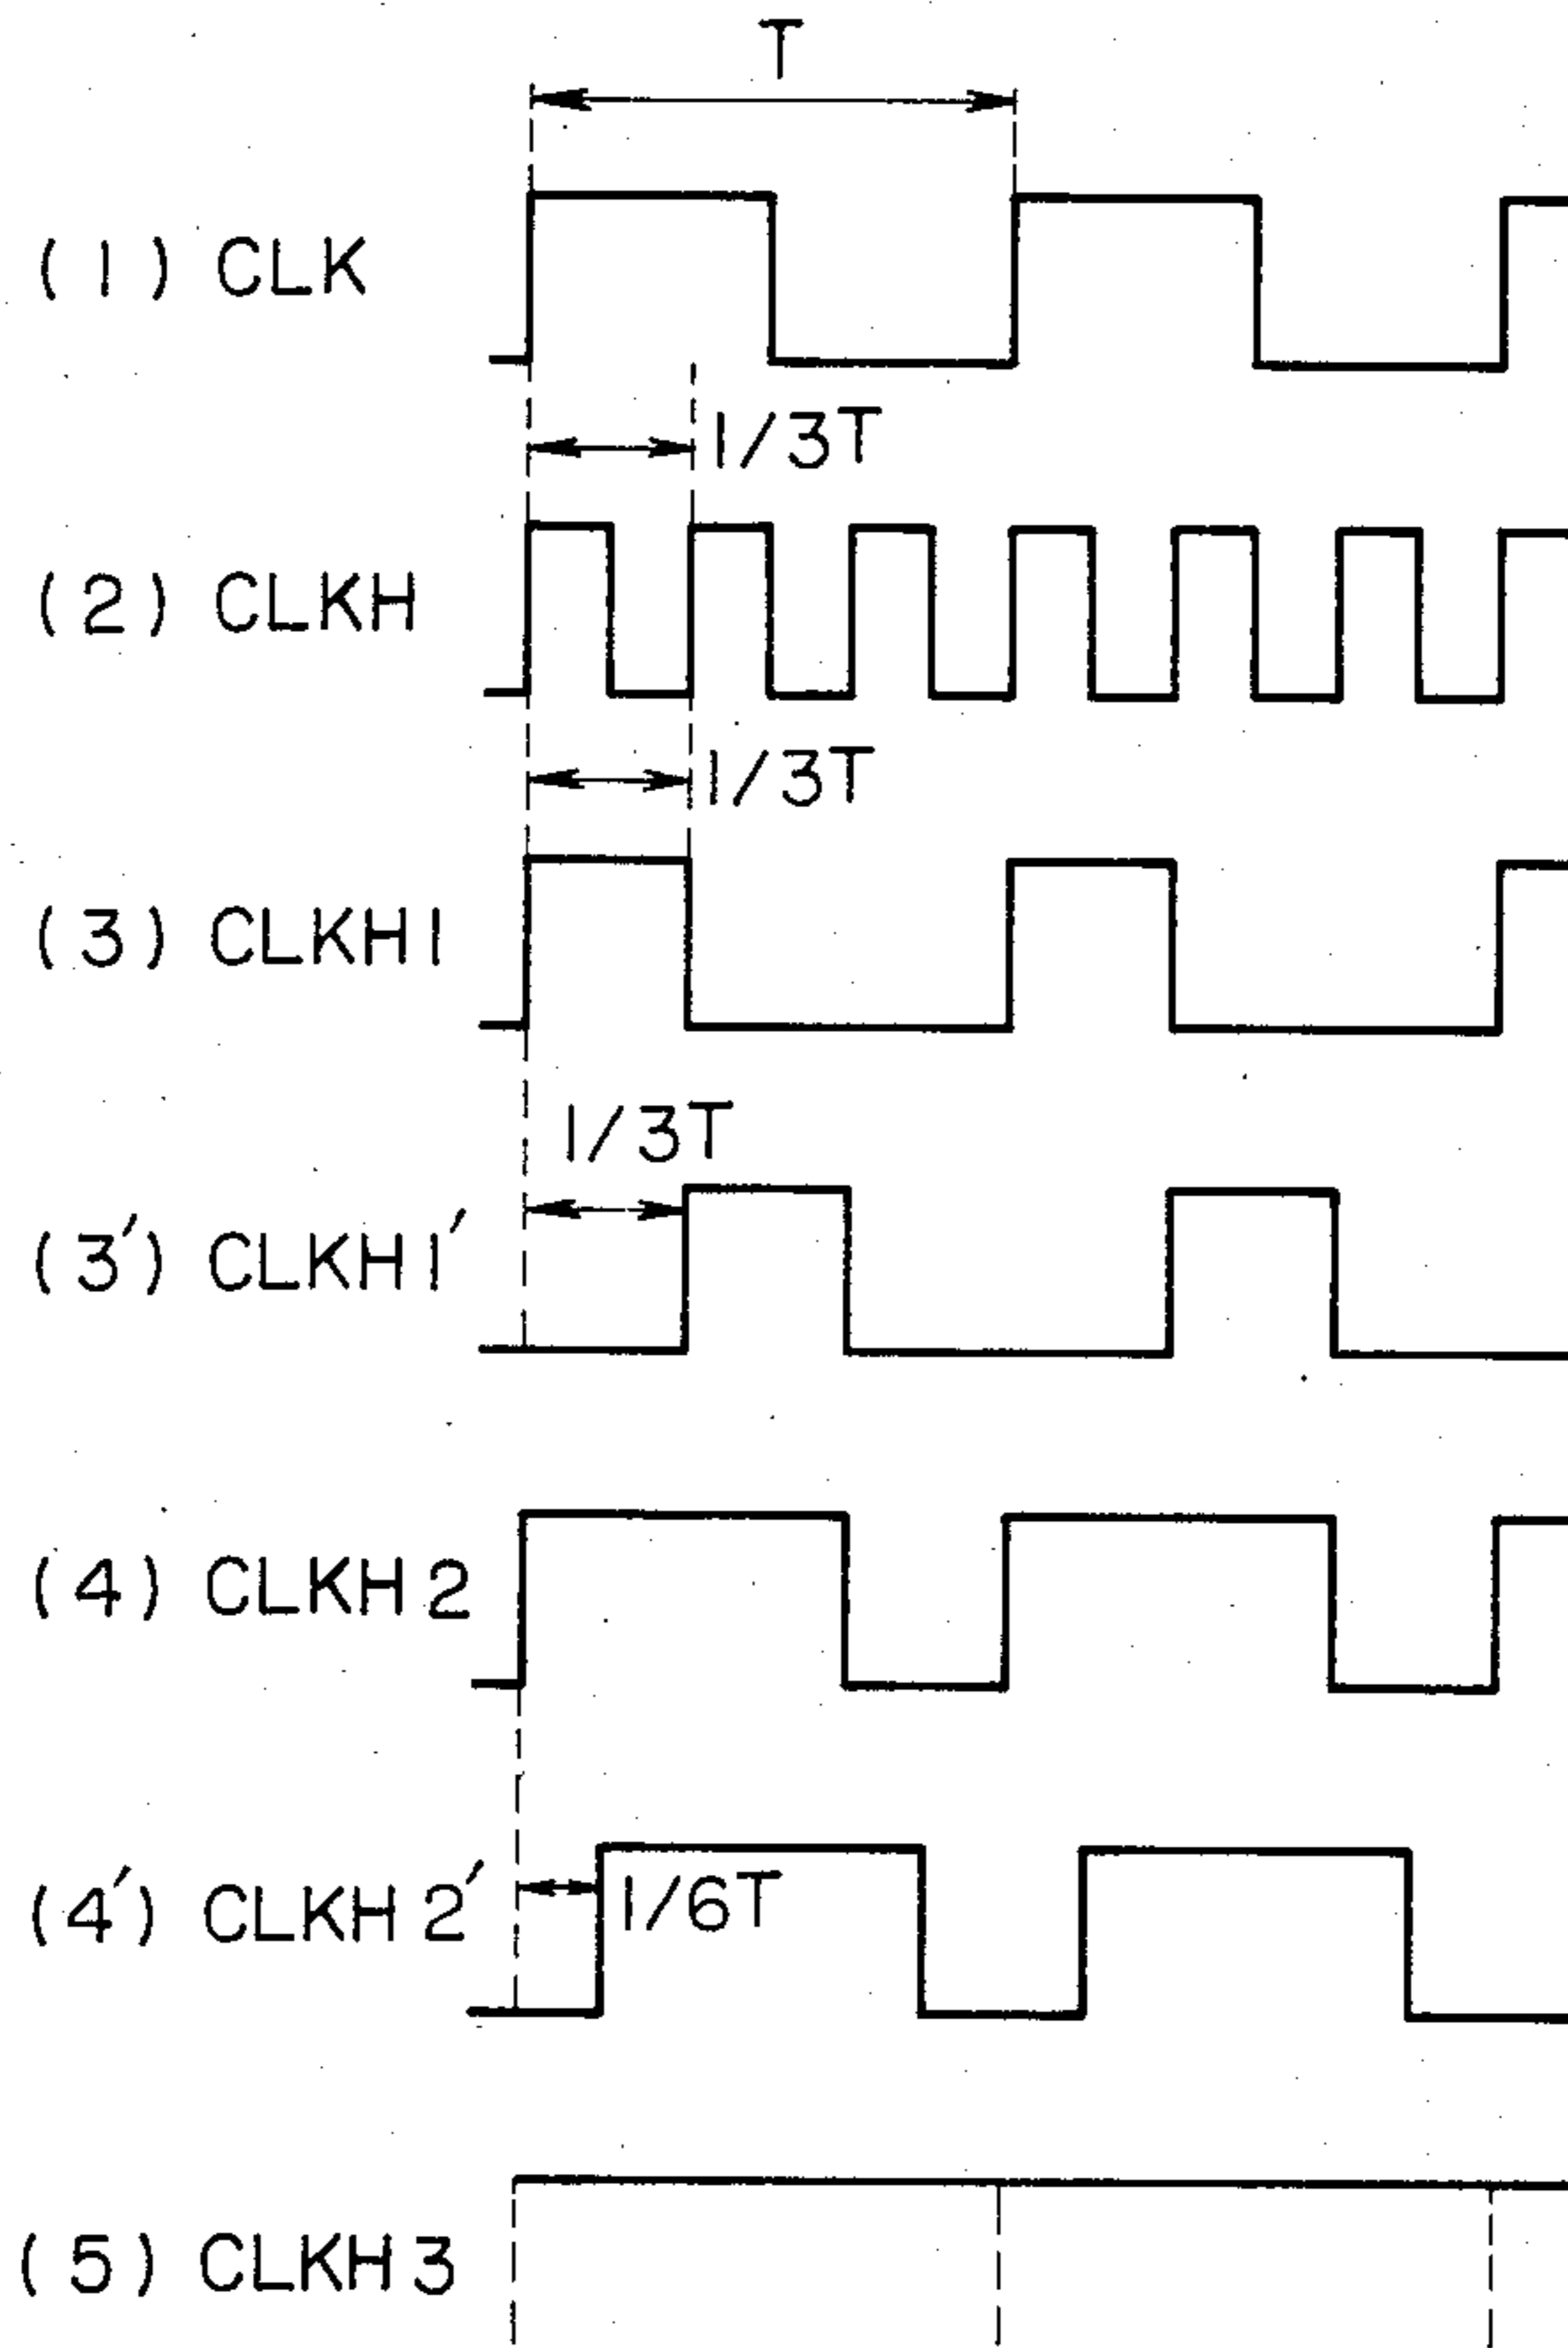 T
(1) CLK
1/3T
(2) CLKH
1/3T
(3) CLKH1
1/3T
(3') CLKH1'
(4) CLKH2
(4') CLKH2'
1/6T
(5) CLKH3